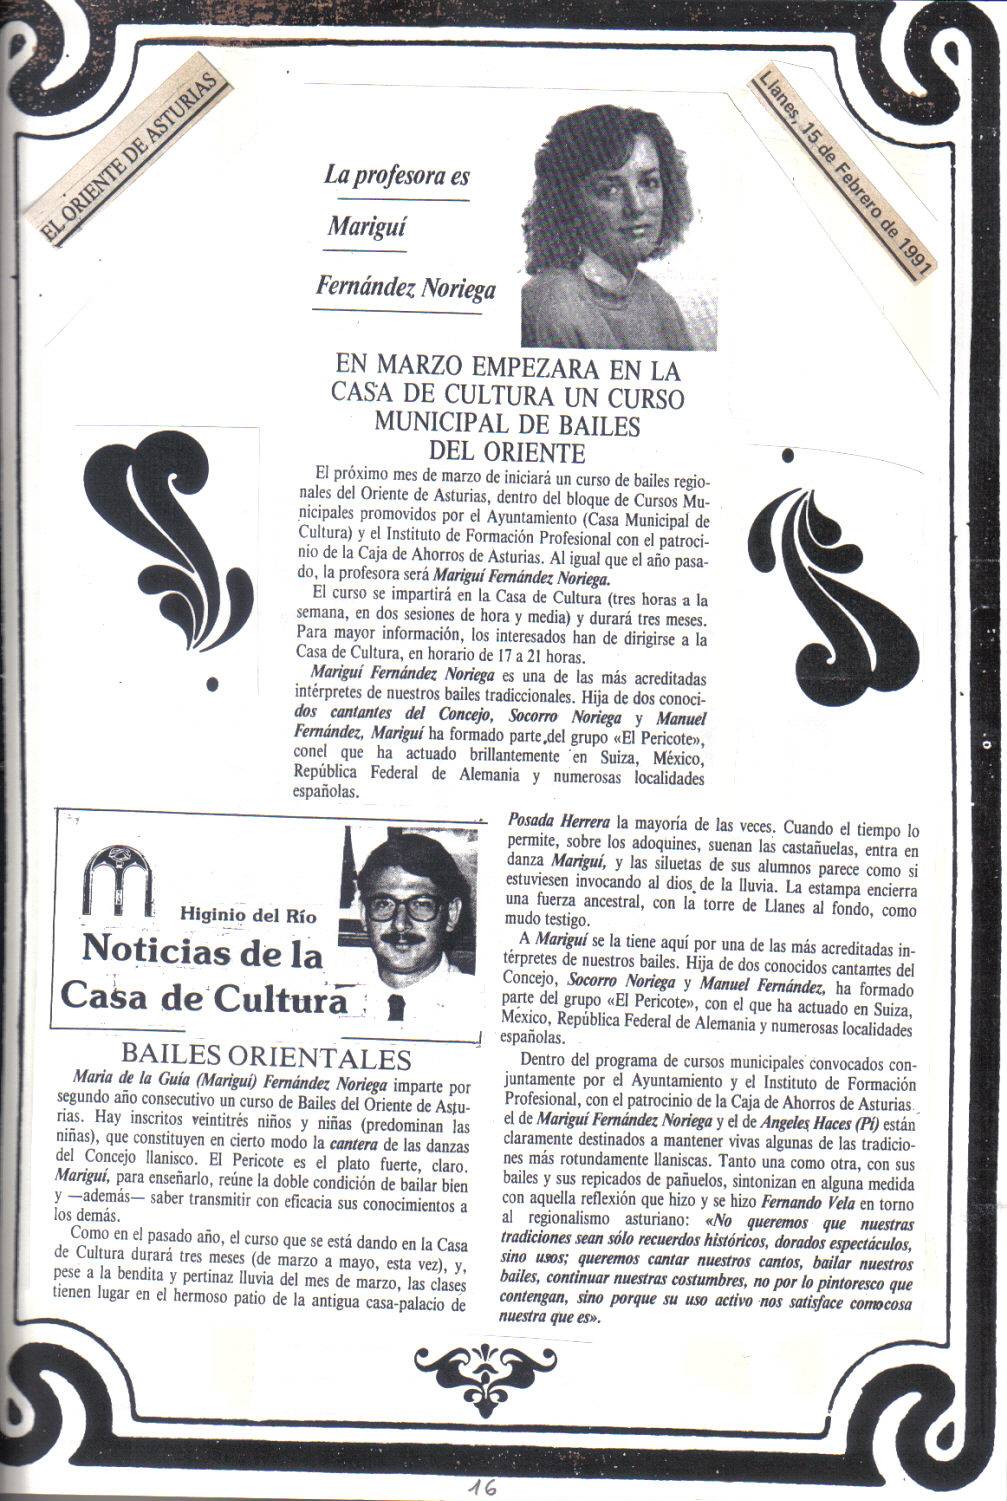 EL ORIENTE DE ASTURIAS
Llanes, 15 de Febrero de 1991
La profesora es
Mariguí
Fernández Noriega
EN MARZO EMPEZARA EN LA
CASA DE CULTURA UN CURSO
MUNICIPAL DE BAILES
DEL ORIENTE
El próximo mes de marzo de iniciará un curso de bailes regio-
nales del Oriente de Asturias, dentro del bloque de Cursos Mu-
nicipales promovidos por el Ayuntamiento (Casa Municipal de
Cultura) y el Instituto de Formación Profesional con el patroci-
nio de la Caja de Ahorros de Asturias. Al igual que el año pasa-
do, la profesora será Mariguí Fernández Noriega.
El curso se impartirá en la Casa de Cultura (tres horas a la
semana, en dos sesiones de hora y media) y durará tres meses.
Para mayor información, los interesados han de dirigirse a la
Casa de Cultura, en horario de 17 a 21 horas.
Mariguí Fernández Noriega es una de las más acreditadas
intérpretes de nuestros bailes tradiccionales. Hija de dos conoci-
dos cantantes del Concejo, Socorro Noriega y Manuel
Fernández, Mariguí ha formado parte del grupo «El Pericote»,
conel que ha actuado brillantemente en Suiza, México,
República Federal de Alemania y numerosas localidades
españolas.
Higinio del Río
Noticias de la
Casa de Cultura
BAILES ORIENTALES
Maria de la Guía (Mariguí) Fernández Noriega imparte por
segundo año consecutivo un curso de Bailes del Oriente de Astu-
rias. Hay inscritos veintitrés niños y niñas (predominan las
niñas), que constituyen en cierto modo la cantera de las danzas
del Concejo llanisco. El Pericote es el plato fuerte, claro.
Mariguí, para enseñarlo, reúne la doble condición de bailar bien
y —además— saber transmitir con eficacia sus conocimientos a
los demás.
Como en el pasado año, el curso que se está dando en la Casa
de Cultura durará tres meses (de marzo a mayo, esta vez), y,
pese a la bendita y pertinaz lluvia del mes de marzo, las clases
tienen lugar en el hermoso patio de la antigua casa-palacio de
Posada Herrera la mayoría de las veces. Cuando el tiempo lo
permite, sobre los adoquines, suenan las castañuelas, entra en
danza Mariguí, y las siluetas de sus alumnos parece como si
estuviesen invocando al dios de la lluvia. La estampa encierra
una fuerza ancestral, con la torre de Llanes al fondo, como
mudo testigo.
A Mariguí se la tiene aquí por una de las más acreditadas in-
térpretes de nuestros bailes. Hija de dos conocidos cantantes del
Concejo, Socorro Noriega y Manuel Fernández, ha formado
parte del grupo «El Pericote», con el que ha actuado en Suiza,
México, República Federal de Alemania y numerosas localidades
españolas.
Dentro del programa de cursos municipales convocados con-
juntamente por el Ayuntamiento y el Instituto de Formación
Profesional, con el patrocinio de la Caja de Ahorros de Asturias
el de Mariguí Fernández Noriega y el de Angeles Haces (Pi) están
claramente destinados a mantener vivas algunas de las tradicio-
nes más rotundamente llaniscas. Tanto una como otra, con sus
bailes y sus repicados de pañuelos, sintonizan en alguna medida
con aquella reflexión que hizo y se hizo Fernando Vela en torno
al regionalismo asturiano: «No queremos que nuestras
tradiciones sean sólo recuerdos históricos, dorados espectáculos,
sino usos; queremos cantar nuestros cantos, bailar nuestros
bailes, continuar nuestras costumbres, no por lo pintoresco que
contengan, sino porque su uso activo nos satisface comocosa
nuestra que es».
16